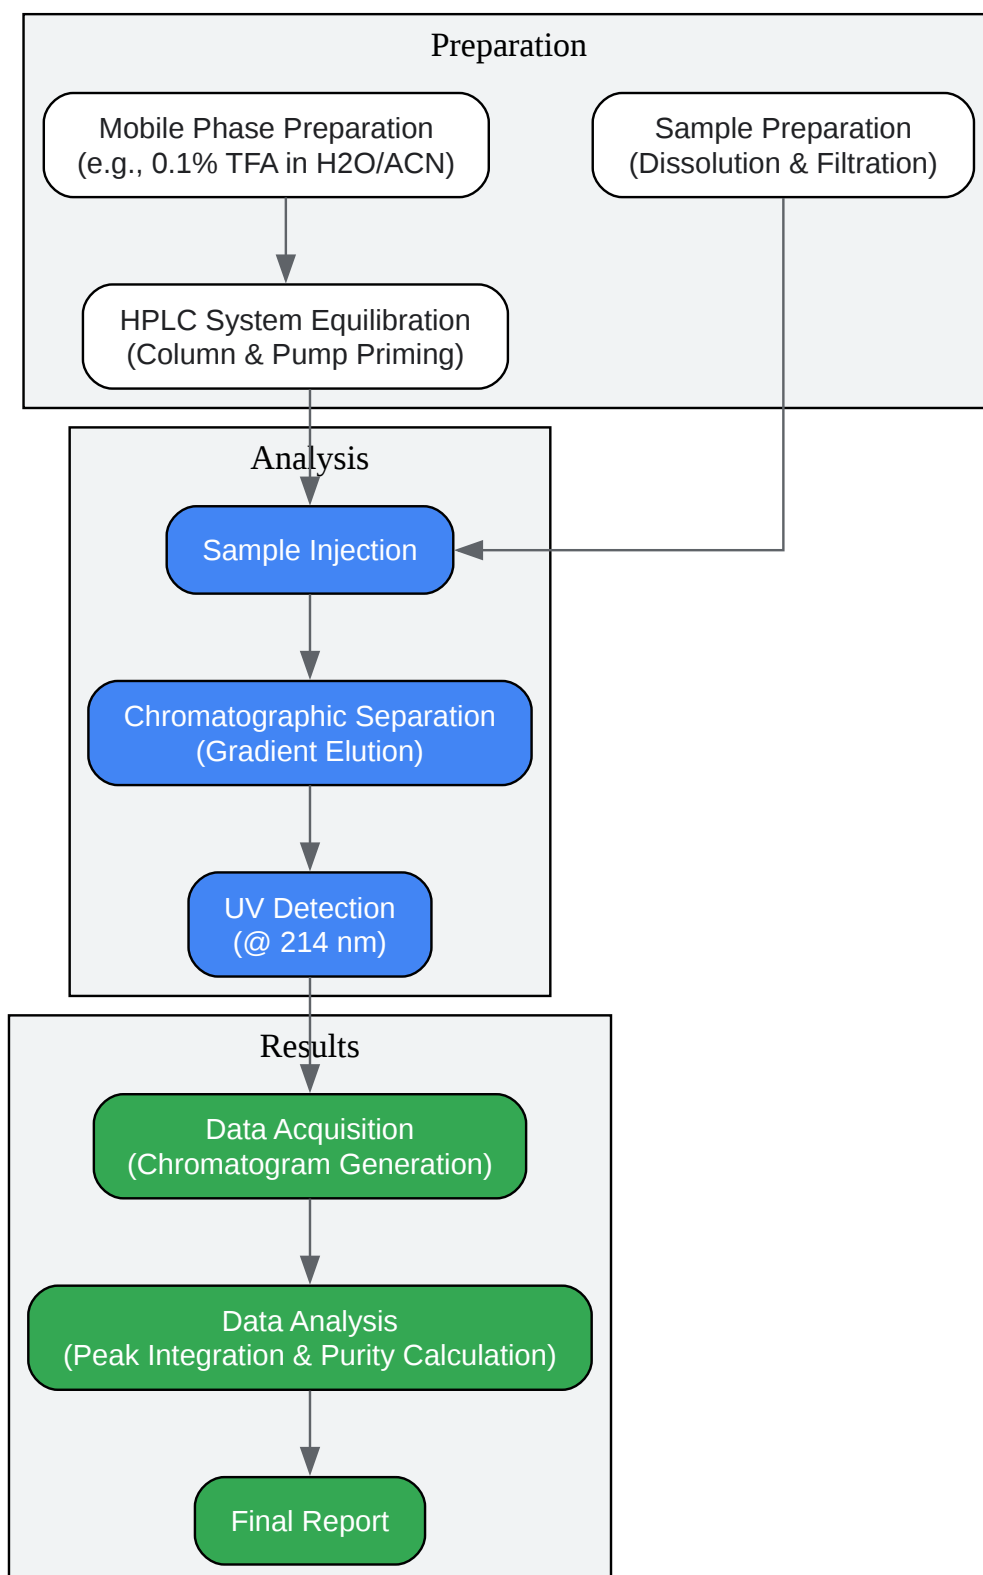 Preparation
Mobile Phase Preparation
(e.g., 0.1% TFA in H2O/ACN)
Sample Preparation
(Dissolution & Filtration)
HPLC System Equilibration
(Column & Pump Priming)
Analysis
Sample Injection
Chromatographic Separation
(Gradient Elution)
UV Detection
(@ 214 nm)
Results
Data Acquisition
(Chromatogram Generation)
Data Analysis
(Peak Integration & Purity Calculation)
Final Report